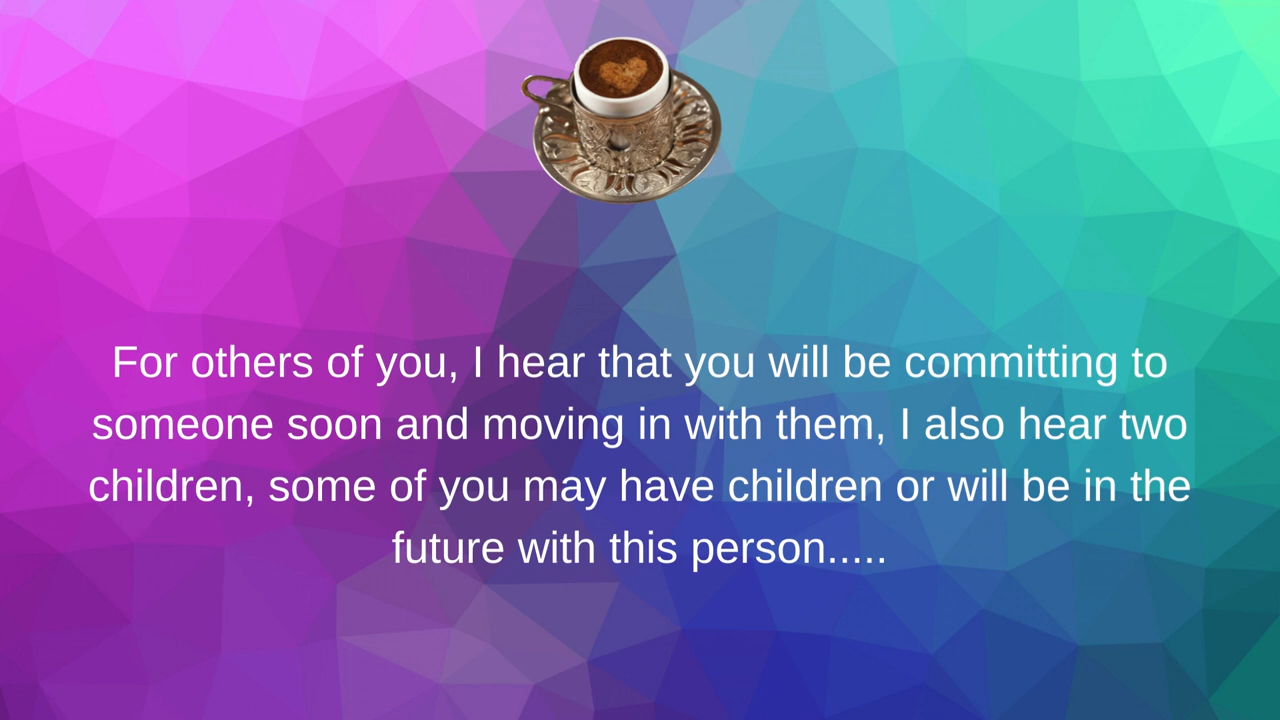 For others of you, I hear that you will be committing to
someone soon and moving in with them, I also hear two
children, some of you may have children or will be in the
future with this person.....